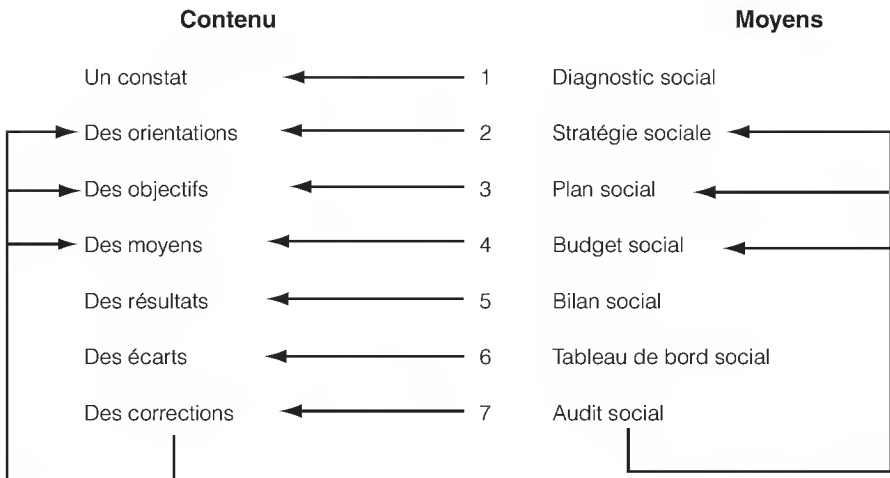 Contenu Moyens
Un constat 1 Diagnostic social
Des orientations 2 Stratégie sociale
Des objectifs 3 Plan social
Des moyens 4 Budget social
Des résultats 5 Bilan social
Des écarts 6 Tableau de bord social
Des corrections 7 Audit social